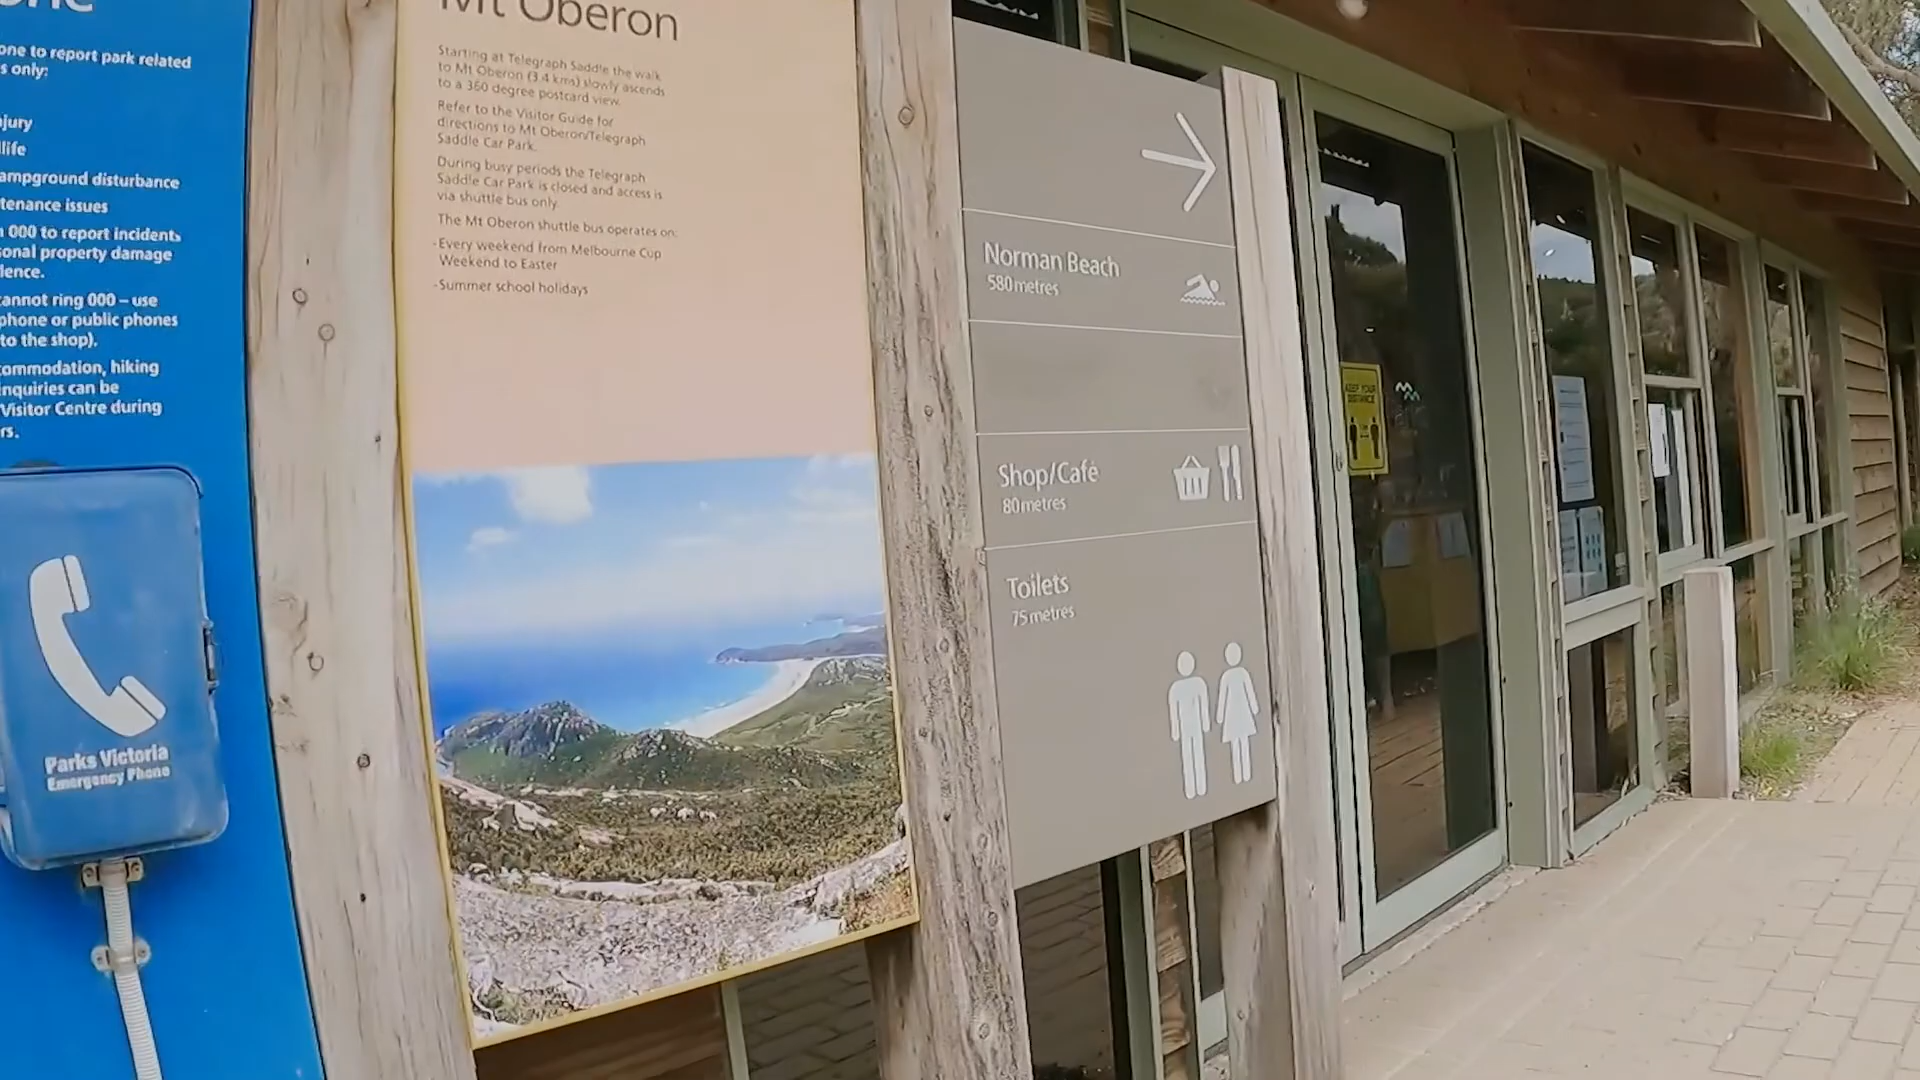 one to report park related
s only:
jury
life
ampground disturbance
tenance issues
000 to report incidents
sonal property damage
lence.
cannot ring 000 – use
phone or public phones
to the shop).
commodation, hiking
inquiries can be
Visitor Centre during
rs.
Parks Victoria
Emergency Phone
Mt Oberon
Starting at Telegraph Saddle the walk
to Mt Oberon (3.4 kms) slowly ascends
to a 360 degree postcard view.
Refer to the Visitor Guide for
directions to Mt Oberon/Telegraph
Saddle Car Park.
During busy periods the Telegraph
Saddle Car Park is closed and access is
via shuttle bus only.
The Mt Oberon shuttle bus operates on:
-Every weekend from Melbourne Cup
Weekend to Easter
-Summer school holidays
Norman Beach
580 metres
Shop/Café
80 metres
Toilets
75 metres
KEEP YOUR
DISTANCE